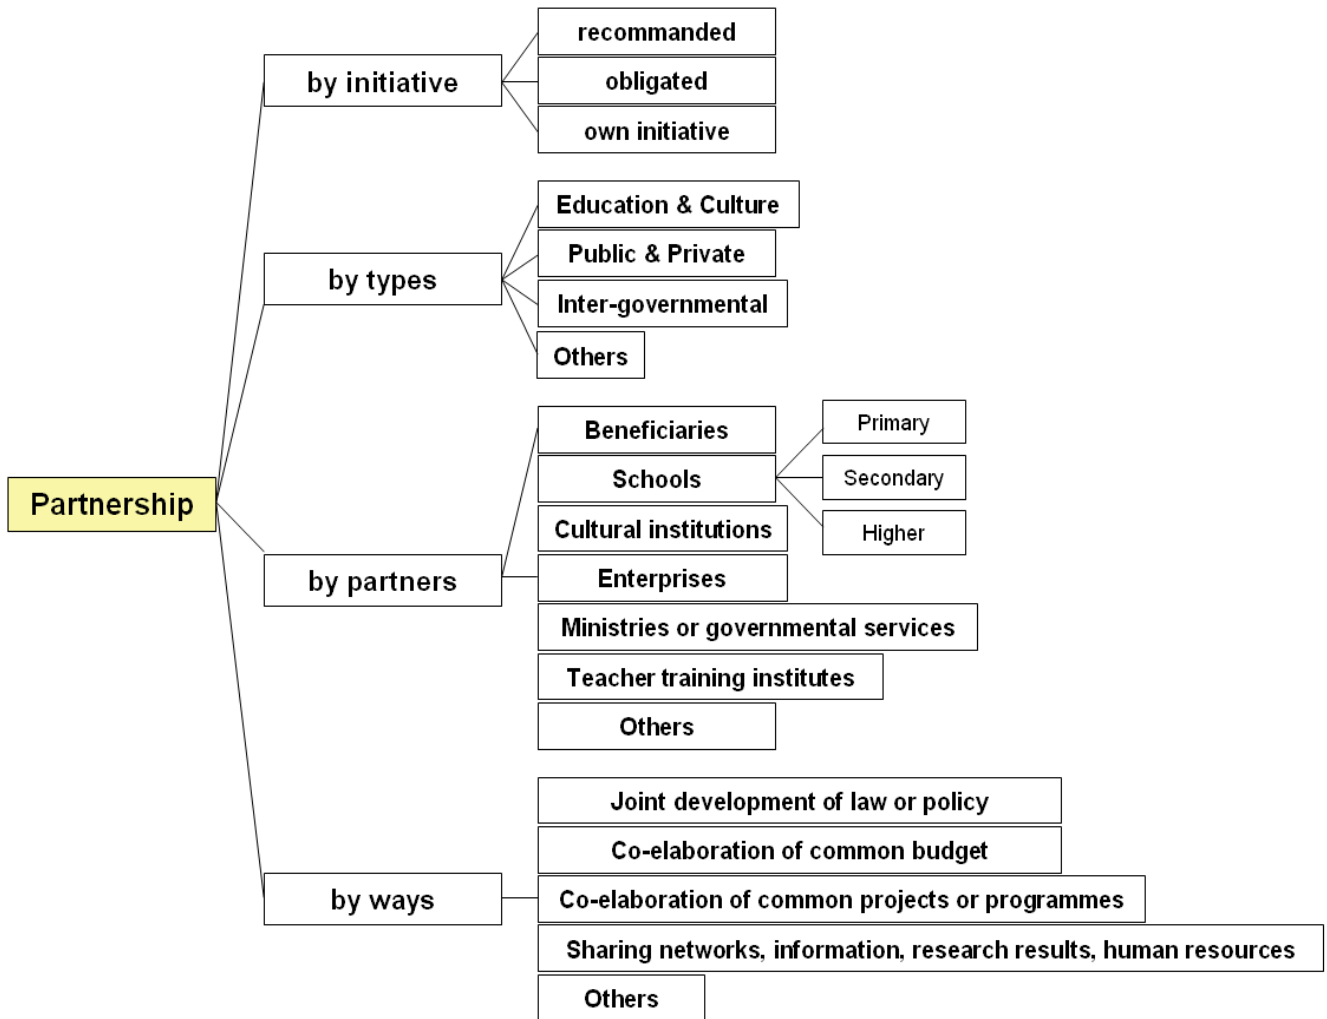 Partnership
by initiative
recommanded
obligated
own initiative
by types
Education & Culture
Public & Private
Inter-governmental
Others
by partners
Beneficiaries
Schools
Primary
Secondary
Higher
Cultural institutions
Enterprises
Ministries or governmental services
Teacher training institutes
Others
by ways
Joint development of law or policy
Co-elaboration of common budget
Co-elaboration of common projects or programmes
Sharing networks, information, research results, human resources
Others